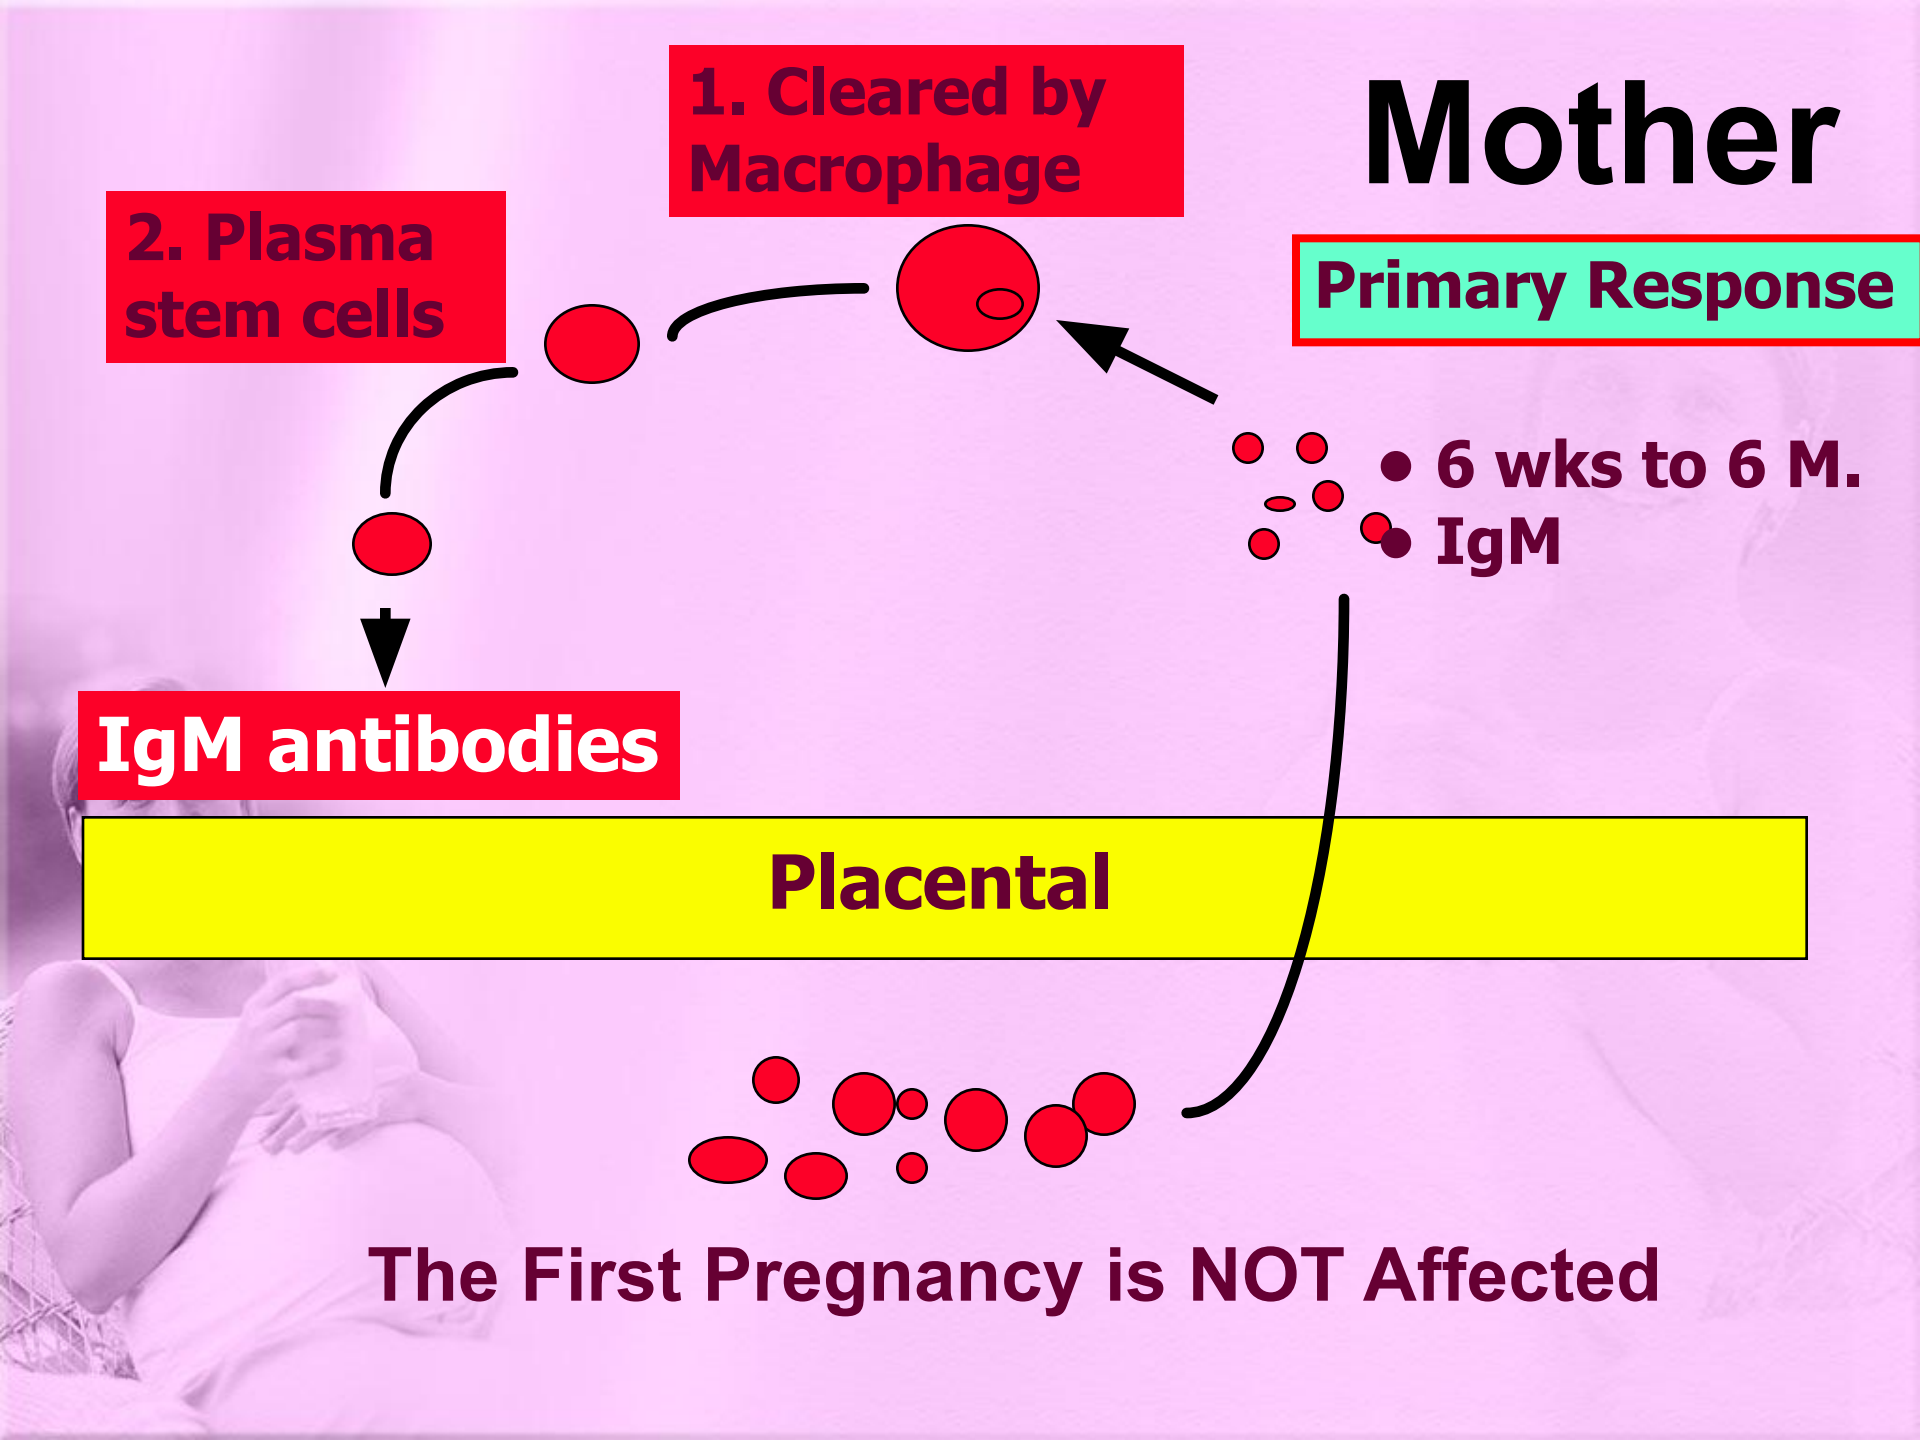 Mother
Primary Response
1. Cleared by
Macrophage
2. Plasma
stem cells
• 6 wks to 6 M.
• IgM
IgM antibodies
Placental
The First Pregnancy is NOT Affected